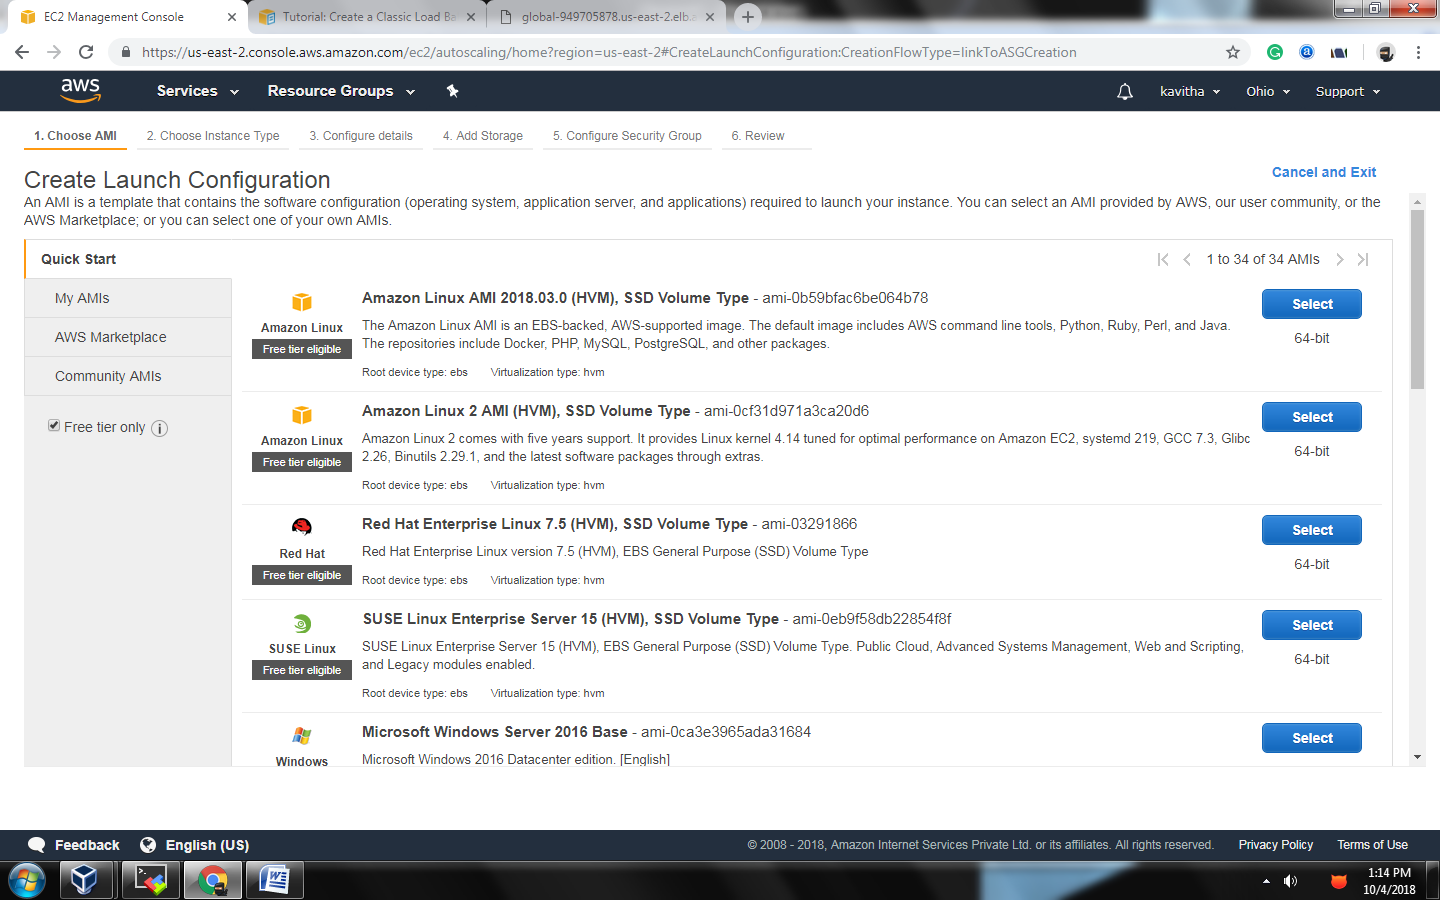 EC2 Management Console
Tutorial: Create a Classic Load Ba
global-949705878.us-east-2.elb.a
https://us-east-2.console.aws.amazon.com/ec2/autoscaling/home?region=us-east-2#CreateLaunchConfiguration:CreationFlowType=linkToASGCreation
aws
Services
Resource Groups
kavitha
Ohio
Support
1. Choose AMI
2. Choose Instance Type
3. Configure details
4. Add Storage
5. Configure Security Group
6. Review
Create Launch Configuration
Cancel and Exit
An AMI is a template that contains the software configuration (operating system, application server, and applications) required to launch your instance. You can select an AMI provided by AWS, our user community, or the
AWS Marketplace; or you can select one of your own AMIs.
Quick Start
My AMIs
AWS Marketplace
Community AMIs
Free tier only
1 to 34 of 34 AMIs
Amazon Linux
Free tier eligible
Amazon Linux AMI 2018.03.0 (HVM), SSD Volume Type - ami-0b59bfac6be064b78
The Amazon Linux AMI is an EBS-backed, AWS-supported image. The default image includes AWS command line tools, Python, Ruby, Perl, and Java.
The repositories include Docker, PHP, MySQL, PostgreSQL, and other packages.
Root device type: ebs Virtualization type: hvm
Select
64-bit
Amazon Linux
Free tier eligible
Amazon Linux 2 AMI (HVM), SSD Volume Type - ami-0cf31d971a3ca20d6
Amazon Linux 2 comes with five years support. It provides Linux kernel 4.14 tuned for optimal performance on Amazon EC2, systemd 219, GCC 7.3, Glibc
2.26, Binutils 2.29.1, and the latest software packages through extras.
Root device type: ebs Virtualization type: hvm
Select
64-bit
Red Hat
Free tier eligible
Red Hat Enterprise Linux 7.5 (HVM), SSD Volume Type - ami-03291866
Red Hat Enterprise Linux version 7.5 (HVM), EBS General Purpose (SSD) Volume Type
Root device type: ebs Virtualization type: hvm
Select
64-bit
SUSE Linux
Free tier eligible
SUSE Linux Enterprise Server 15 (HVM), SSD Volume Type - ami-0eb9f58db22854f8f
SUSE Linux Enterprise Server 15 (HVM), EBS General Purpose (SSD) Volume Type. Public Cloud, Advanced Systems Management, Web and Scripting,
and Legacy modules enabled.
Root device type: ebs Virtualization type: hvm
Select
64-bit
Windows
Microsoft Windows Server 2016 Base - ami-0ca3e3965ada31684
Microsoft Windows 2016 Datacenter edition. [English]
Select
Feedback
English (US)
© 2008 - 2018, Amazon Internet Services Private Ltd. or its affiliates. All rights reserved.
Privacy Policy
Terms of Use
1:14 PM
10/4/2018